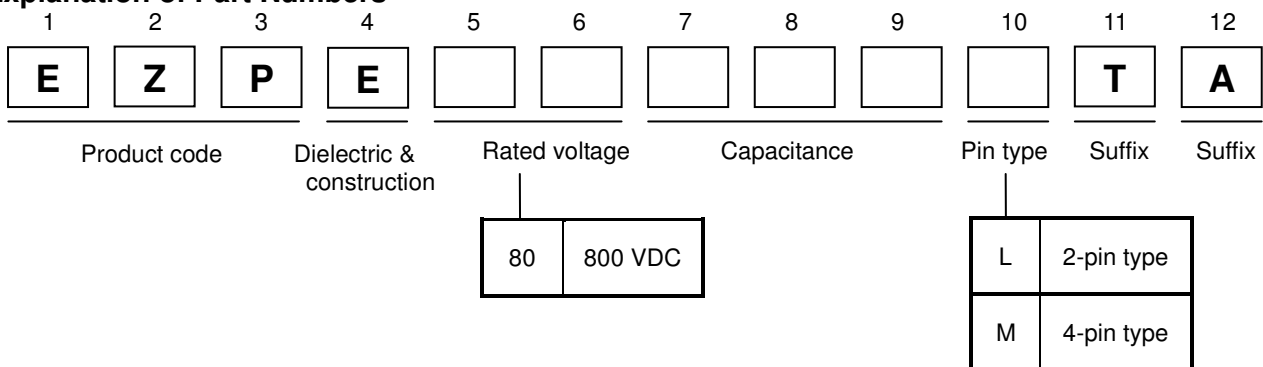 Explanation of Part Numbers
1 2 3 4 5 6 7 8 9 10 11 12
E Z P E T A
Product code Dielectric & construction Rated voltage Capacitance Pin type Suffix Suffix
80 800 VDC
L 2-pin type
M 4-pin type